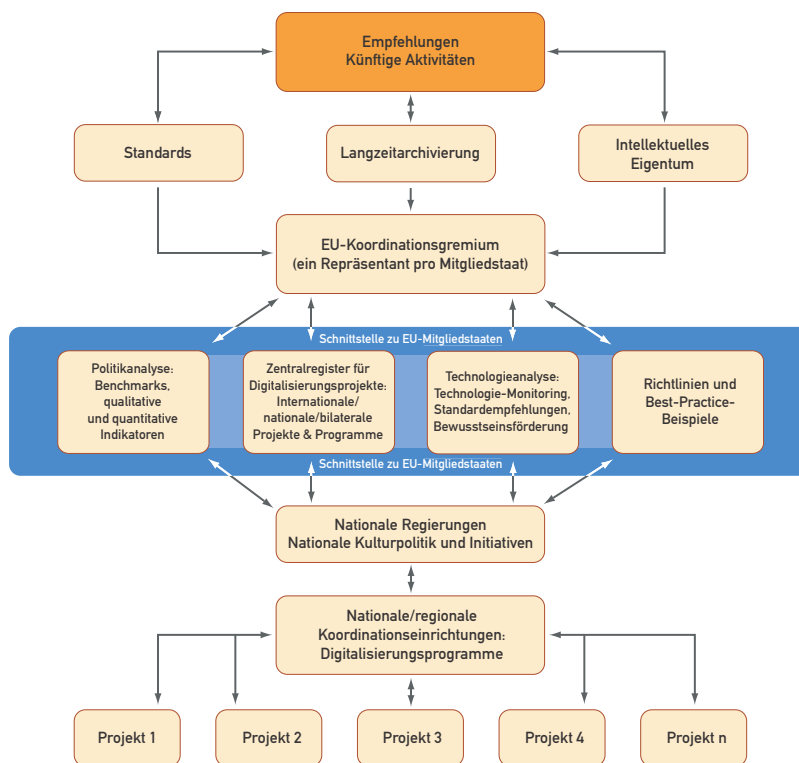 Empfehlungen
Künftige Aktivitäten
Standards
Langzeitarchivierung
Intellektuelles
Eigentum
EU-Koordinationsgremium
(ein Repräsentant pro Mitgliedstaat)
Schnittstelle zu EU-Mitgliedstaaten
Politikanalyse:
Benchmarks,
qualitative
und quantitative
Indikatoren
Zentralregister für
Digitalisierungsprojekte:
Internationale/
nationale/bilaterale
Projekte & Programme
Technologieanalyse:
Technologie-Monitoring,
Standardempfehlungen,
Bewusstseinsförderung
Richtlinien und
Best-Practice-
Beispiele
Schnittstelle zu EU-Mitgliedstaaten
Nationale Regierungen
Nationale Kulturpolitik und Initiativen
Nationale/regionale
Koordinationseinrichtungen:
Digitalisierungsprogramme
Projekt 1
Projekt 2
Projekt 3
Projekt 4
Projekt n